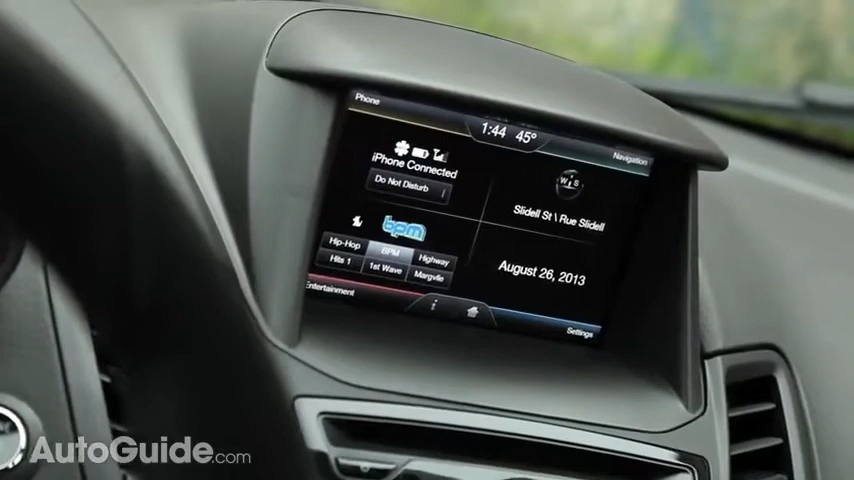 Phone
1:44 45°
Navigation
iPhone Connected
Do Not Disturb
W S
Slidell St \ Rue Slidell
bpm
Hip-Hop BPM Highway
Hits 1 1st Wave Margvlle
August 26, 2013
Entertainment
i
Settings
AutoGuide.com